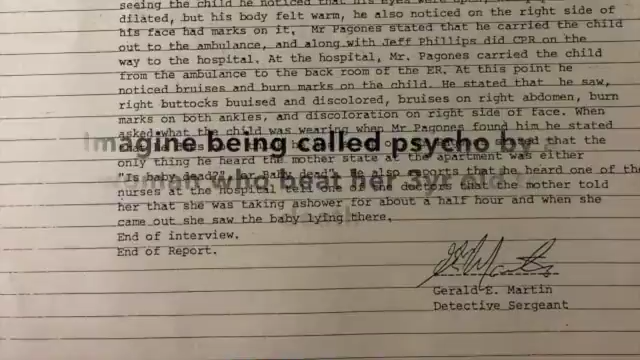 seeing the child he noticed that his eyes were
dilated, but his body felt warm, he also noticed on the right side of
his face had marks on it. Mr Pagones stated that he carried the child
out to the ambulance, and along with Jeff Phillips did CPR on the
way to the hospital. At the hospital, Mr. Pagones carried the child
from the ambulance to the back room of the ER. At this point he
noticed bruises and burn marks on the child. He stated that he saw,
right buttocks buuised and discolored, bruises on right abdomen, burn
marks on both ankles, and discoloration on right side of face. When
asked what the child was wearing when Mr Pagones found him he stated
Imagine being called psycho by
that the
only thing he heard the mother state at the apartment was either
"Is baby dead?" or "Baby dead". He also reports that he heard one of the
who beat her 3yr old
nurses at the hospital tell one of the doctors that the mother told
her that she was taking ashower for about a half hour and when she
came out she saw the baby lying there.
End of interview.
End of Report.
Gerald E. Martin
Detective Sergeant